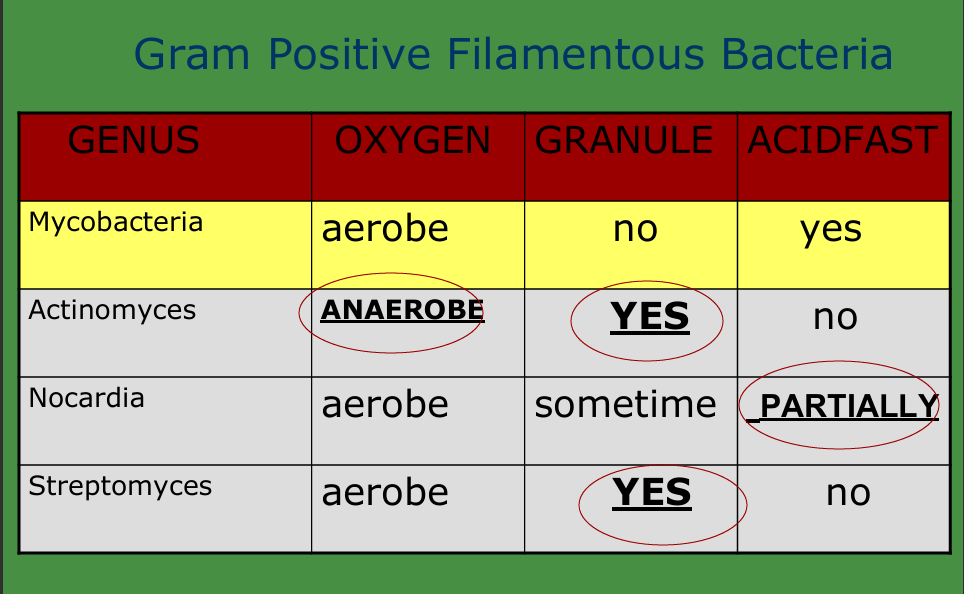 Gram Positive Filamentous Bacteria
GENUS OXYGEN GRANULE ACIDFAST
Mycobacteria aerobe no yes
Actinomyces ANAEROBE YES no
Nocardia aerobe sometime _PARTIALLY
Streptomyces aerobe YES no